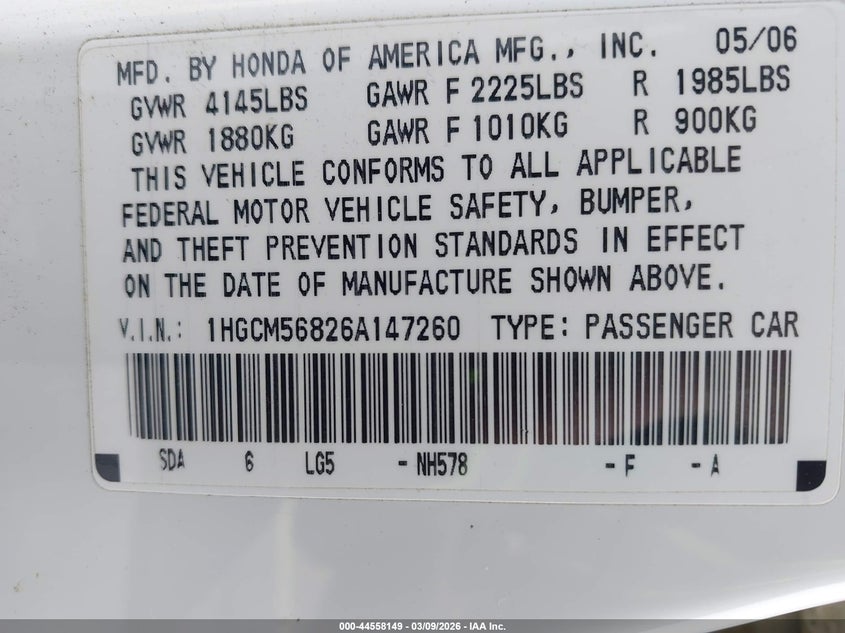 MFD. BY HONDA OF AMERICA MFG., INC. 05/06
GVWR 4145LBS GAWR F 2225LBS R 1985LBS
GVWR 1880KG GAWR F 1010KG R 900KG
THIS VEHICLE CONFORMS TO ALL APPLICABLE
FEDERAL MOTOR VEHICLE SAFETY, BUMPER,
AND THEFT PREVENTION STANDARDS IN EFFECT
ON THE DATE OF MANUFACTURE SHOWN ABOVE.
V.I.N.: 1HGCM56826A147260 TYPE: PASSENGER CAR
SDA 6 LG5 -NH578 -F -A
000-44558149 - 03/09/2026 - IAA Inc.